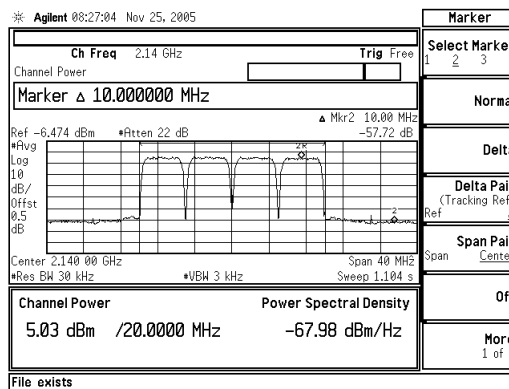 Agilent 08:27:04 Nov 25, 2005
Marker
Ch Freq 2.14 GHz
Trig Free
Channel Power
Marker Δ 10.000000 MHz
Δ Mkr2 10.00 MHz
Ref -6.474 dBm
#Atten 22 dB
-57.72 dB
#Avg
Log
10
dB/
Offst
0.5
dB
2R
2
Center 2.140 00 GHz
Span 40 MHz
#Res BW 30 kHz
#VBW 3 kHz
Sweep 1.104 s
Channel Power
Power Spectral Density
5.03 dBm /20.0000 MHz
-67.98 dBm/Hz
Select Marke
1 2 3
Norma
Delta
Delta Pai
(Tracking Ref
Ref
Span Pai
Span Cente
Of
More
1 of
File exists